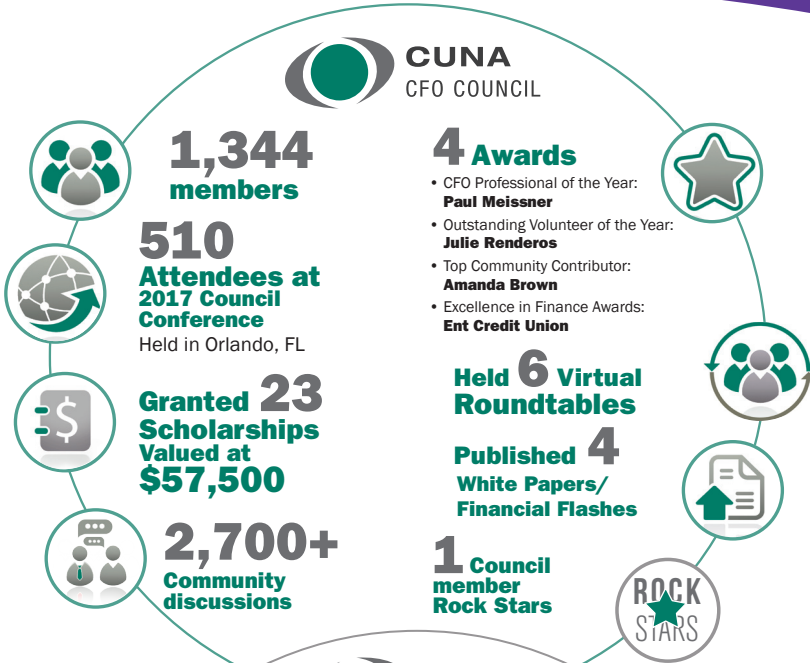 CUNA
CFO COUNCIL
1,344
members
510
Attendees at
2017 Council
Conference
Held in Orlando, FL
Granted 23
Scholarships
Valued at
$57,500
2,700+
Community
discussions
4 Awards
• CFO Professional of the Year:
Paul Meissner
• Outstanding Volunteer of the Year:
Julie Renderos
• Top Community Contributor:
Amanda Brown
• Excellence in Finance Awards:
Ent Credit Union
Held 6 Virtual
Roundtables
Published 4
White Papers/
Financial Flashes
1 Council
member
Rock Stars
ROCK
STARS
$